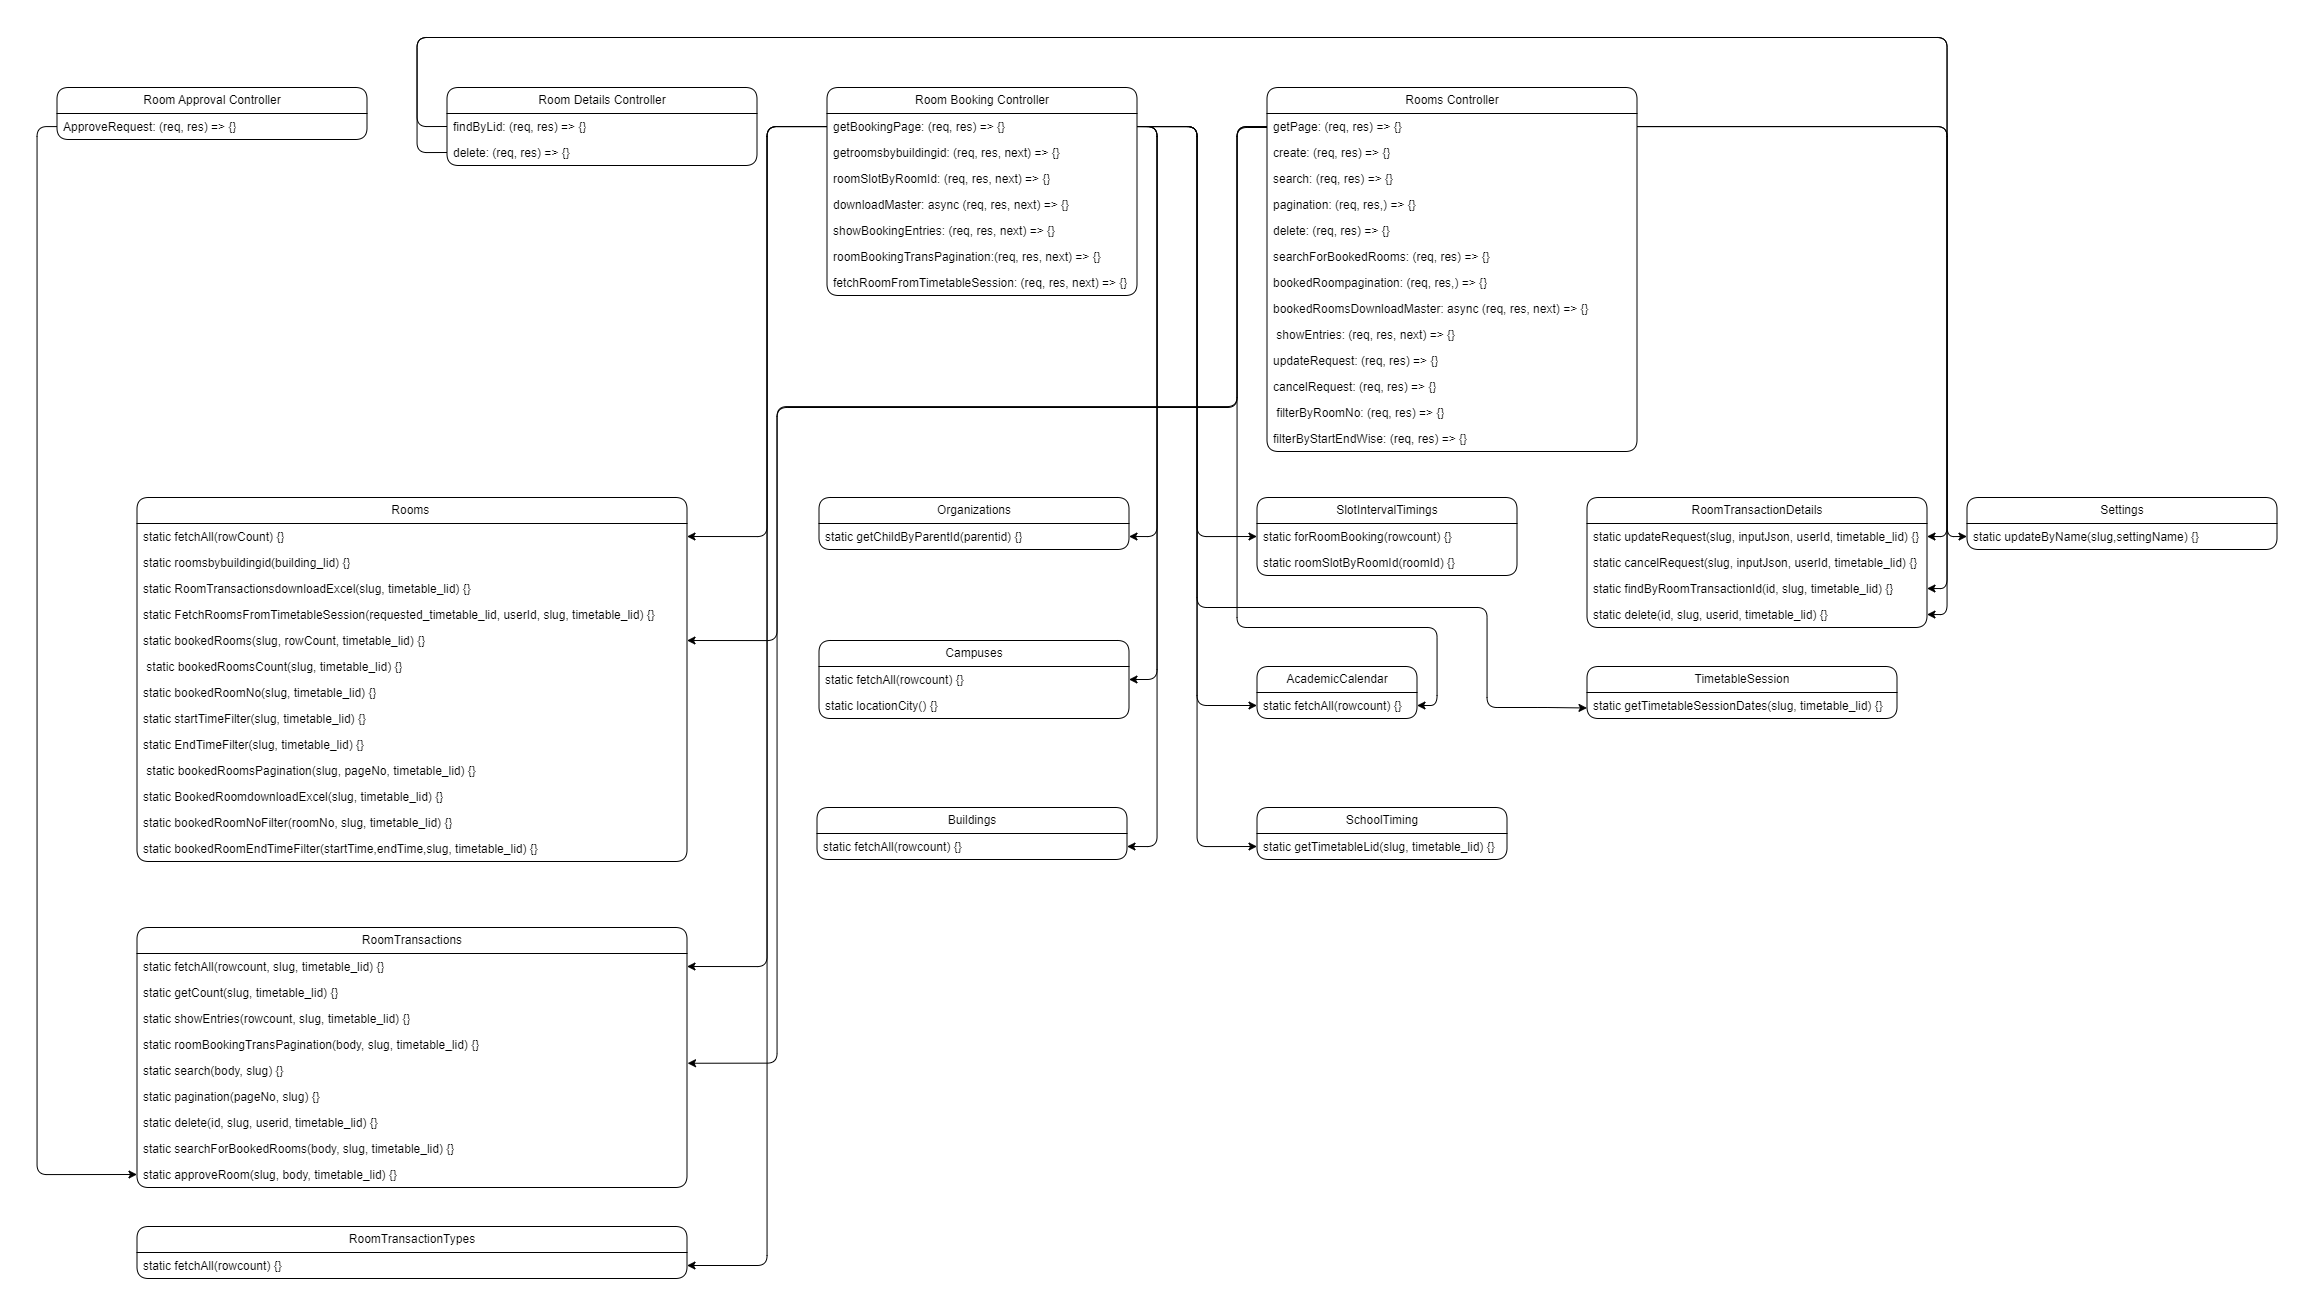 Room Approval Controller
ApproveRequest: (req, res) => {}
Room Details Controller
findByLid: (req, res) => {}
delete: (req, res) => {}
Room Booking Controller
getBookingPage: (req, res) => {}
getroomsbybuildingid: (req, res, next) => {}
roomSlotByRoomId: (req, res, next) => {}
downloadMaster: async (req, res, next) => {}
showBookingEntries: (req, res, next) => {}
roomBookingTransPagination:(req, res, next) => {}
fetchRoomFromTimetableSession: (req, res, next) => {}
Rooms Controller
getPage: (req, res) => {}
create: (req, res) => {}
search: (req, res) => {}
pagination: (req, res,) => {}
delete: (req, res) => {}
searchForBookedRooms: (req, res) => {}
bookedRoompagination: (req, res,) => {}
bookedRoomsDownloadMaster: async (req, res, next) => {}
showEntries: (req, res, next) => {}
updateRequest: (req, res) => {}
cancelRequest: (req, res) => {}
filterByRoomNo: (req, res) => {}
filterByStartEndWise: (req, res) => {}
Rooms
static fetchAll(rowCount) {}
static roomsbybuildingid(building_lid) {}
static RoomTransactionsdownloadExcel(slug, timetable_lid) {}
static FetchRoomsFromTimetableSession(requested_timetable_lid, userId, slug, timetable_lid) {}
static bookedRooms(slug, rowCount, timetable_lid) {}
static bookedRoomsCount(slug, timetable_lid) {}
static bookedRoomNo(slug, timetable_lid) {}
static startTimeFilter(slug, timetable_lid) {}
static EndTimeFilter(slug, timetable_lid) {}
static bookedRoomsPagination(slug, pageNo, timetable_lid) {}
static BookedRoomdownloadExcel(slug, timetable_lid) {}
static bookedRoomNoFilter(roomNo, slug, timetable_lid) {}
static bookedRoomEndTimeFilter(startTime,endTime,slug, timetable_lid) {}
Organizations
static getChildByParentId(parentid) {}
SlotIntervalTimings
static forRoomBooking(rowcount) {}
static roomSlotByRoomId(roomId) {}
RoomTransactionDetails
static updateRequest(slug, inputJson, userId, timetable_lid) {}
static cancelRequest(slug, inputJson, userId, timetable_lid) {}
static findByRoomTransactionId(id, slug, timetable_lid) {}
static delete(id, slug, userid, timetable_lid) {}
Settings
static updateByName(slug,settingName) {}
Campuses
static fetchAll(rowcount) {}
static locationCity() {}
AcademicCalendar
static fetchAll(rowcount) {}
TimetableSession
static getTimetableSessionDates(slug, timetable_lid) {}
Buildings
static fetchAll(rowcount) {}
SchoolTiming
static getTimetableLid(slug, timetable_lid) {}
RoomTransactions
static fetchAll(rowcount, slug, timetable_lid) {}
static getCount(slug, timetable_lid) {}
static showEntries(rowcount, slug, timetable_lid) {}
static roomBookingTransPagination(body, slug, timetable_lid) {}
static search(body, slug) {}
static pagination(pageNo, slug) {}
static delete(id, slug, userid, timetable_lid) {}
static searchForBookedRooms(body, slug, timetable_lid) {}
static approveRoom(slug, body, timetable_lid) {}
RoomTransactionTypes
static fetchAll(rowcount) {}